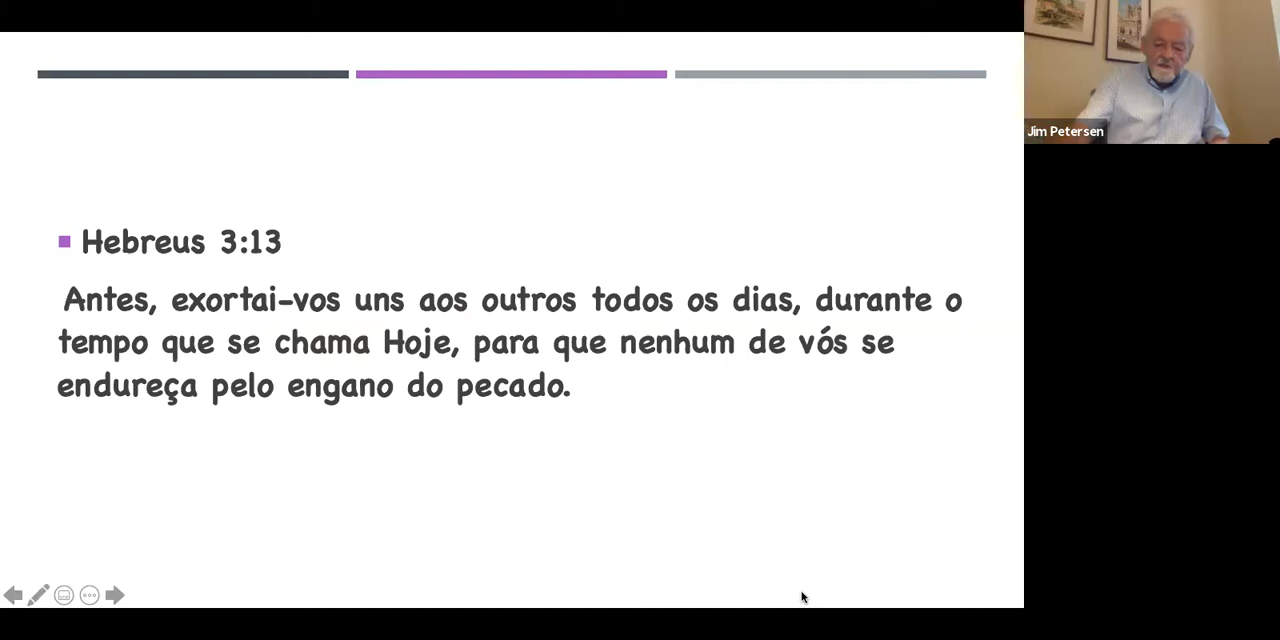 Hebreus 3:13
Antes, exortai-vos uns aos outros todos os dias, durante o
tempo que se chama Hoje, para que nenhum de vós se
endureça pelo engano do pecado.
Jim Petersen